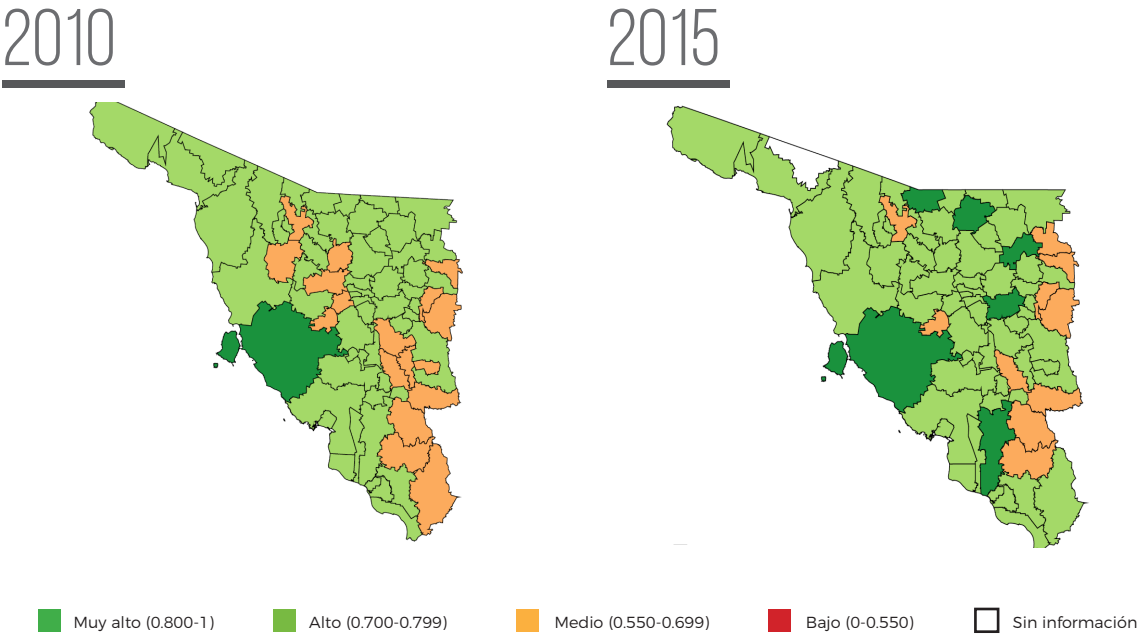 2010
2015
Muy alto (0.800-1)
Alto (0.700-0.799)
Medio (0.550-0.699)
Bajo (0-0.550)
Sin información